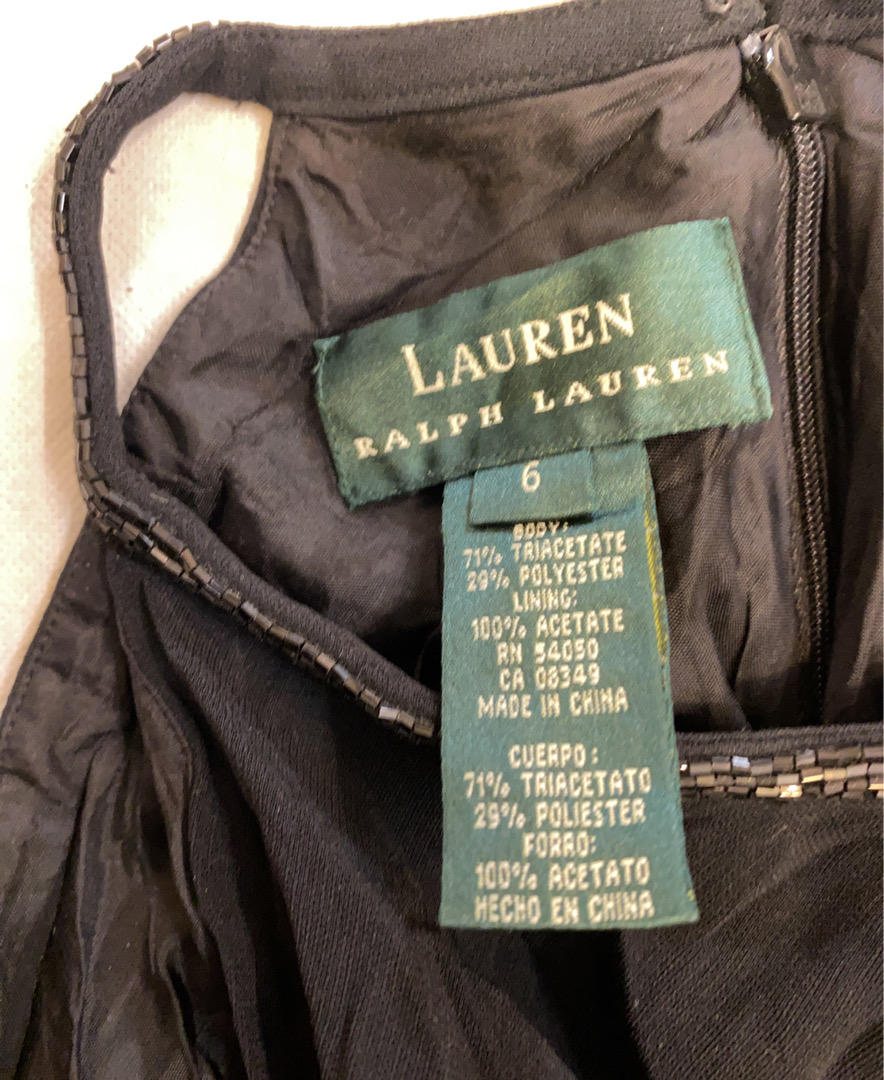 LAUREN
RALPH LAUREN
6
BODY:
71% TRIACETATE
29% POLYESTER
LINING:
100% ACETATE
RN 54050
CA 08349
MADE IN CHINA
CUERPO:
71% TRIACETATO
29% POLIESTER
FORRO:
100% ACETATO
HECHO EN CHINA